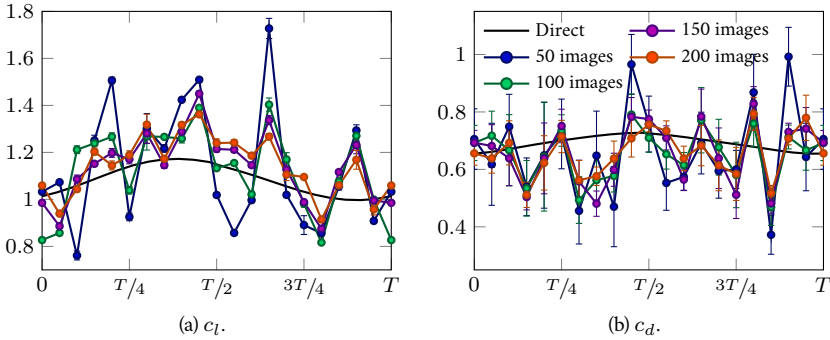 1.8
1.6
1.4
1.2
1
0.8
0 T/4 T/2 3T/4 T
(a) c_l.
1
0.8
0.6
0.4
Direct
50 images
100 images
150 images
200 images
0 T/4 T/2 3T/4 T
(b) c_d.